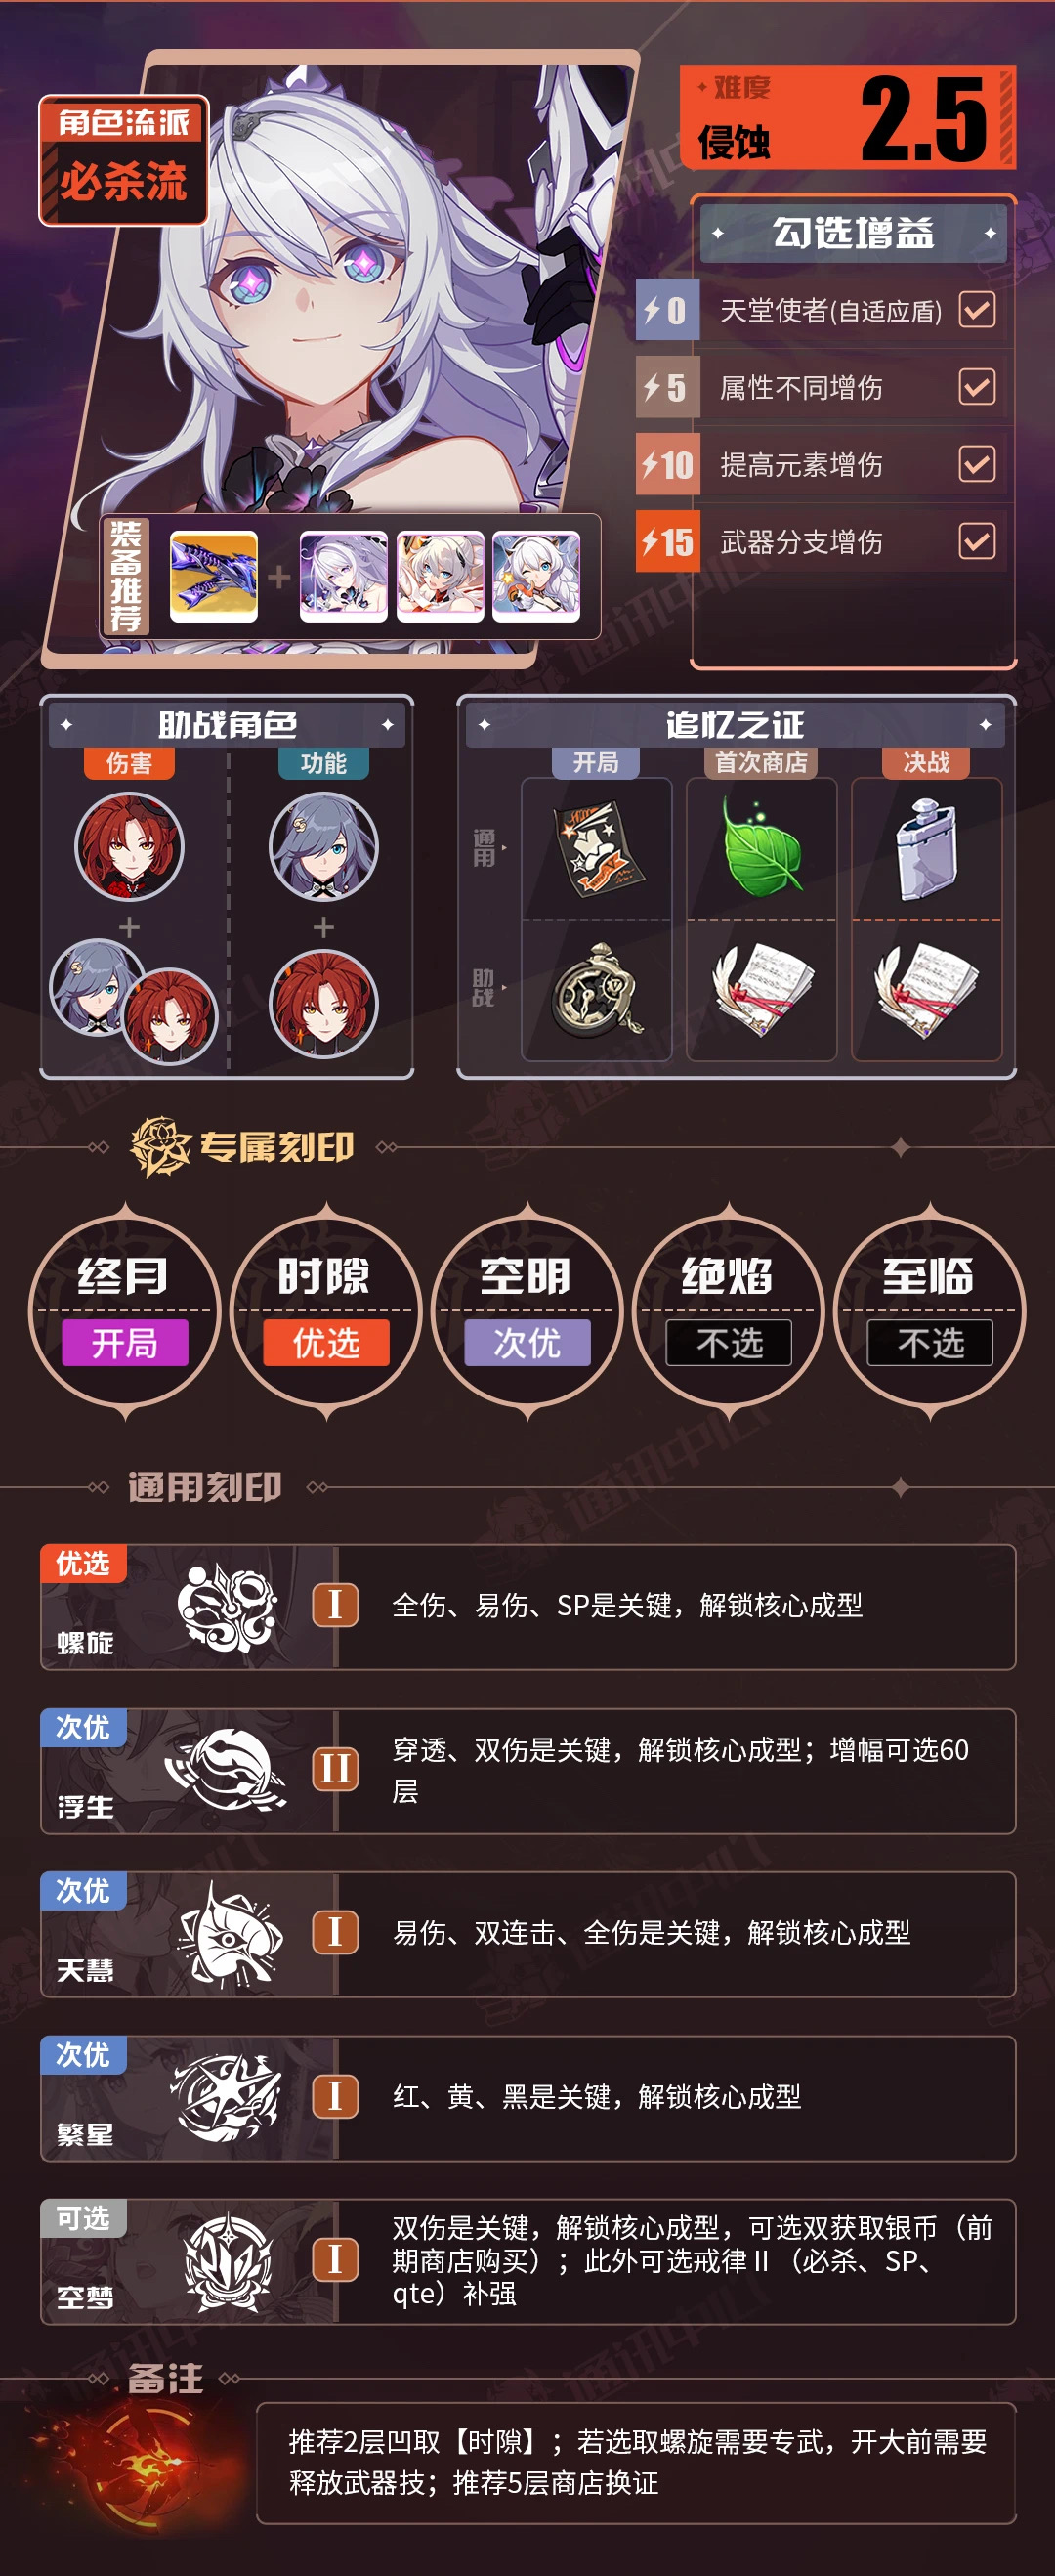 角色流派
必杀流
难度
侵蚀
2.5
勾选增益
0 天堂使者(自适应盾)
5 属性不同增伤
10 提高元素增伤
15 武器分支增伤
装备推荐
助战角色
伤害 功能
追忆之证
开局 首次商店 决战
通用
助战
专属刻印
终月 时隙 空明 绝焰 至临
开局 优选 次优 不选 不选
通用刻印
优选
螺旋
I
全伤、易伤、SP是关键，解锁核心成型
次优
浮生
II
穿透、双伤是关键，解锁核心成型；增幅可选60
层
次优
天慧
I
易伤、双连击、全伤是关键，解锁核心成型
次优
繁星
I
红、黄、黑是关键，解锁核心成型
可选
空梦
I
双伤是关键，解锁核心成型，可选双获取银币（前
期商店购买）；此外可选戒律Ⅱ（必杀、SP、
qte）补强
备注
推荐2层凹取【时隙】；若选取螺旋需要专武，开大前需要
释放武器技；推荐5层商店换证
通讯中心